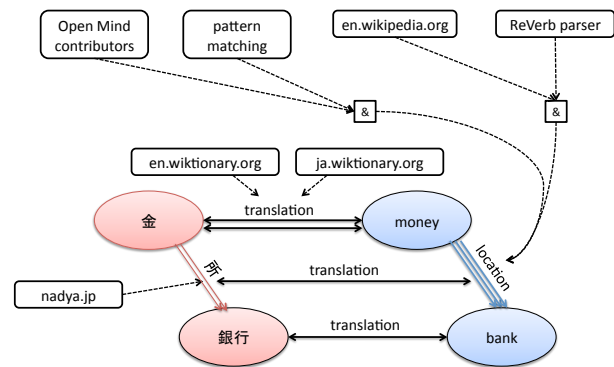 Open Mind
contributors
pattern
matching
en.wikipedia.org
ReVerb parser
&
&
en.wiktionary.org
ja.wiktionary.org
金
translation
money
所
location
translation
nadya.jp
銀行
translation
bank